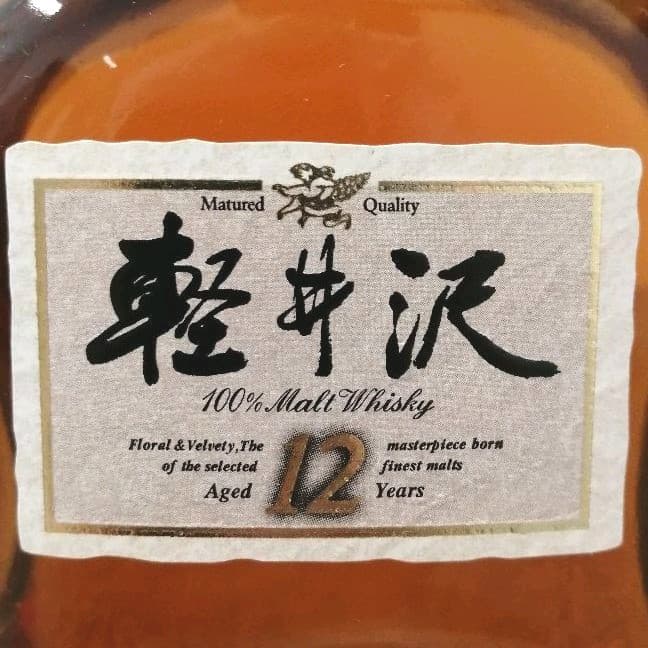 Matured Quality
軽井沢
100% Malt Whisky
Floral & Velvety, The masterpiece born
of the selected finest malts
Aged 12 Years